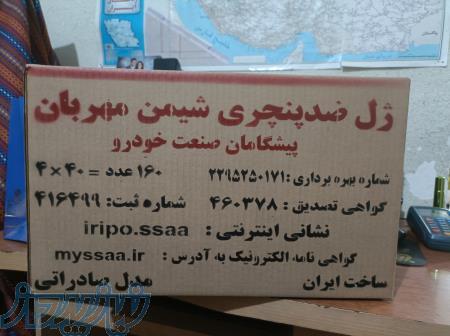 ژل ضدپنچری شیمن مهربان
پیشگامان صنعت خودرو
شماره بهره برداری: ۲۲۹۵۲۵۰۱۷۱ ۱۶۰ عدد = ۴۰ × ۴
گواهی تصدیق: ۴۶۰۳۷۸ شماره ثبت: ۴۱۶۴۹۹
نشانی اینترنتی: iripo.ssaa
گواهی نامه الکترونیک به آدرس: myssaa.ir
ساخت ایران مدل صادراتی